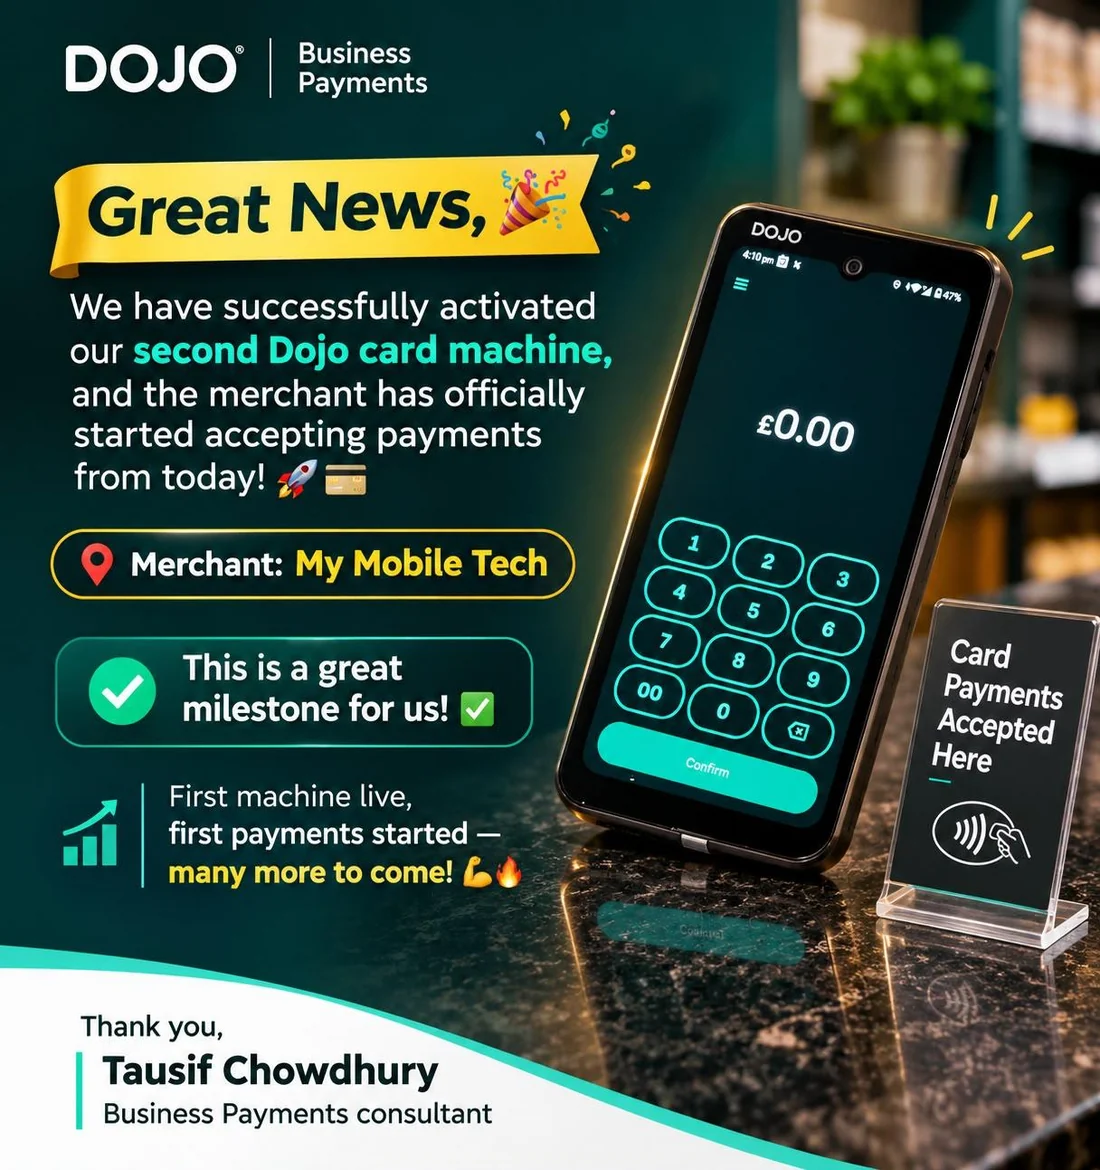 DOJO®
Business
Payments
Great News, 🎉
We have successfully activated
our second Dojo card machine,
and the merchant has officially
started accepting payments
from today! 🚀 💳
📍 Merchant: My Mobile Tech
This is a great
milestone for us! ✅
First machine live,
first payments started —
many more to come! 💪🔥
Thank you,
Tausif Chowdhury
Business Payments consultant
DOJO
4:10 pm
47%
£0.00
1 2 3
4 5 6
7 8 9
00 0
Confirm
Card
Payments
Accepted
Here